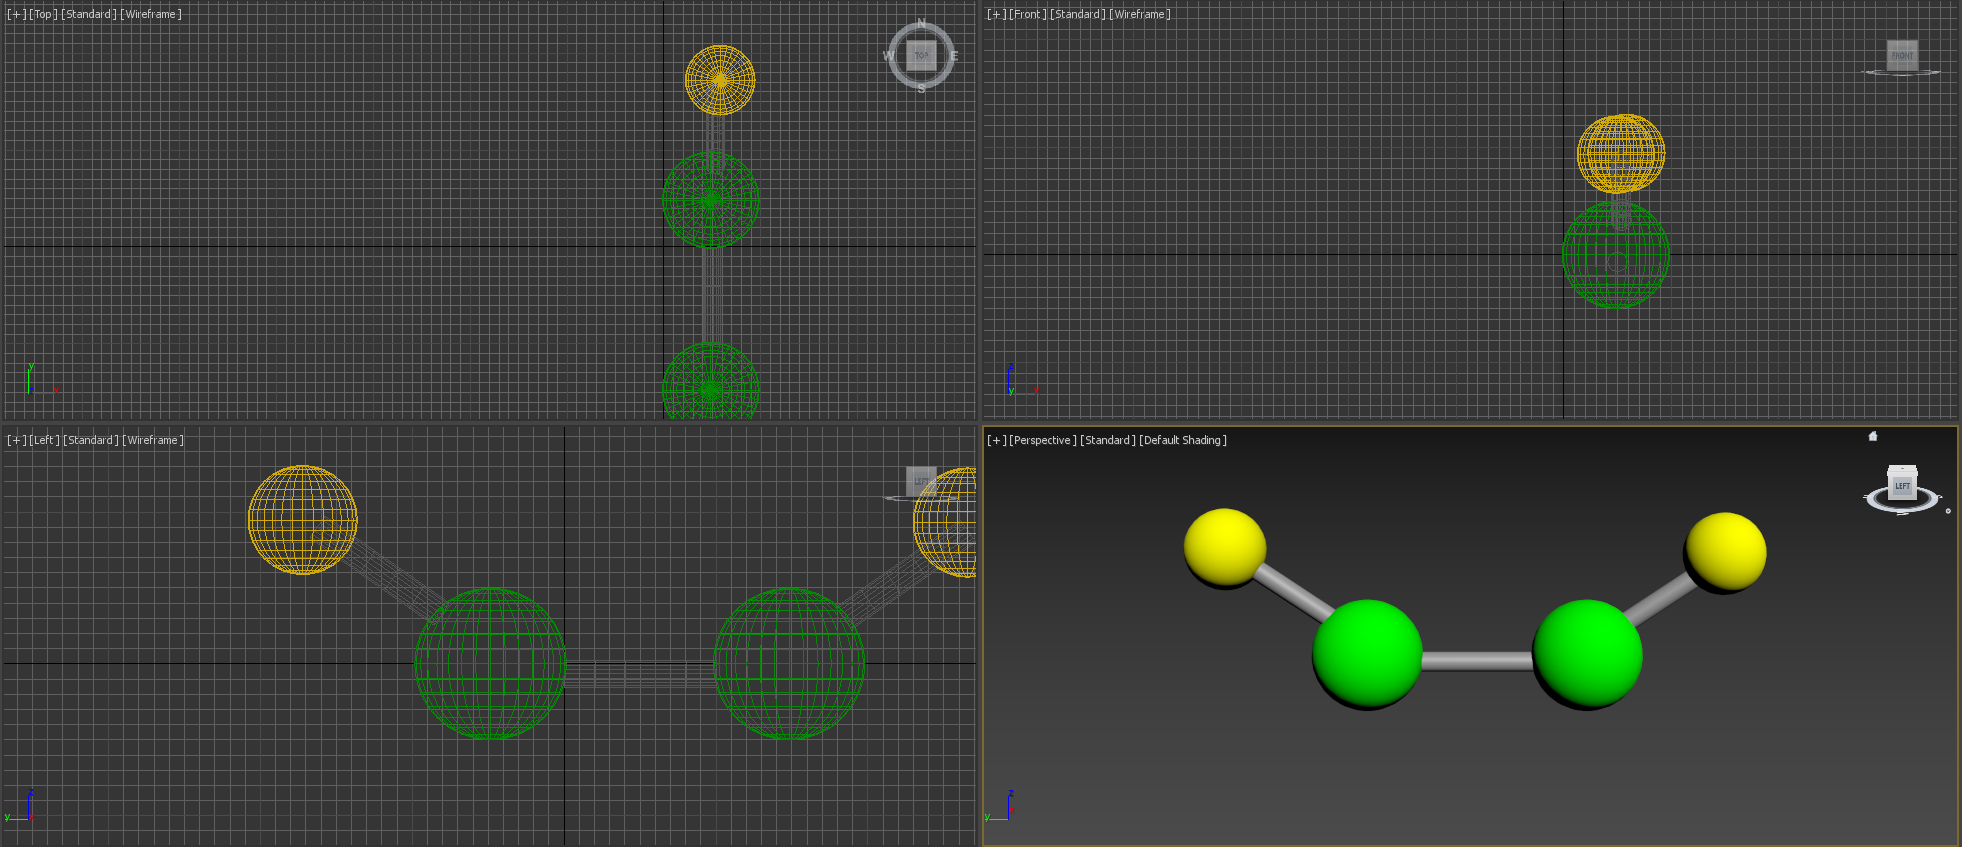 [+] [Top] [Standard] [Wireframe]
N
W TOP E
S
y
x
[+] [Front] [Standard] [Wireframe]
FRONT
z
y x
[+] [Left] [Standard] [Wireframe]
LEFT
z
y
[+] [Perspective] [Standard] [Default Shading]
LEFT
z
y